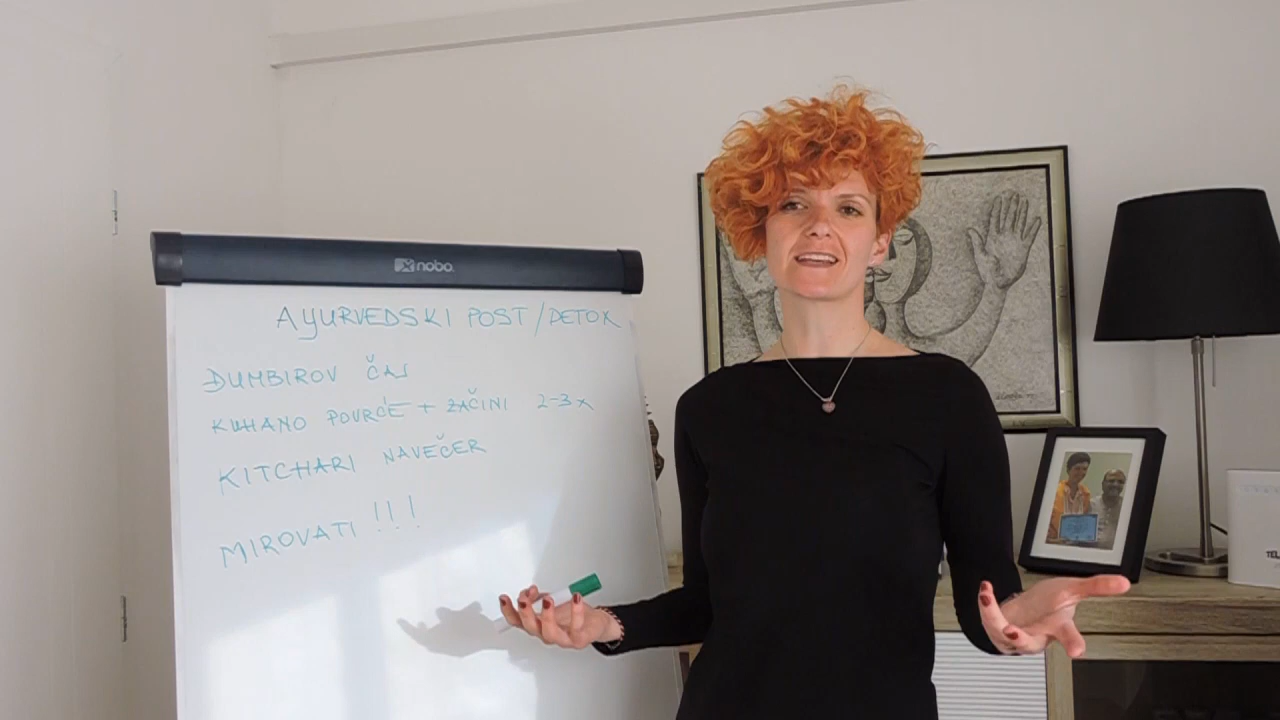 nobo
AYURVEDSKI POST/DETOX
ĐUMBIROV ČAJ
KUHANO POVRĆE + ZAČINI 2-3x
KITCHARI NAVEČER
MIROVATI !!!